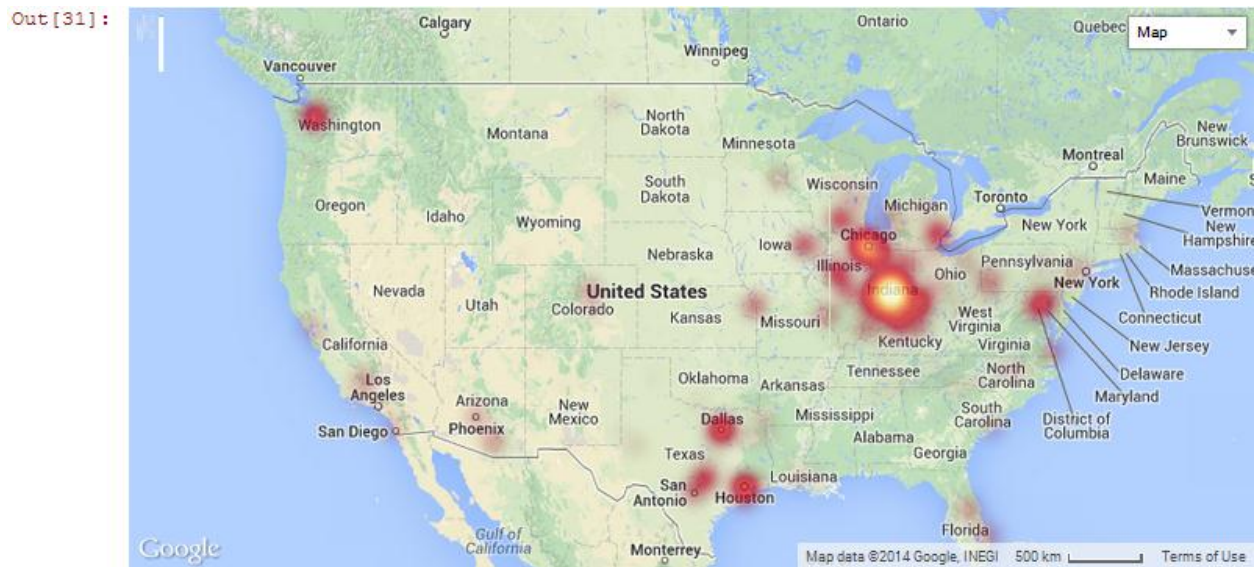 Out[31]:
Calgary
Ontario
Quebec
Map
Winnipeg
Vancouver
Washington
Montana
North
Dakota
Minnesota
New
Brunswick
Montreal
Maine
South
Dakota
Wisconsin
Michigan
Toronto
Vermont
Oregon
Idaho
Wyoming
New York
New
Hampshire
Iowa
Chicago
Nebraska
Illinois
Ohio
Pennsylvania
Massachuse
New York
Rhode Island
Nevada
Utah
Colorado
United States
Indiana
Kansas
Missouri
West
Virginia
Connecticut
California
Kentucky
Virginia
New Jersey
Los
Angeles
Oklahoma
Arkansas
Tennessee
North
Carolina
Delaware
Maryland
Arizona
New
Mexico
Phoenix
San Diego
Dallas
Mississippi
South
Carolina
District of
Columbia
Alabama
Georgia
Texas
San
Antonio
Houston
Louisiana
Gulf of
California
Florida
Monterrey
Google
Map data ©2014 Google, INEGI 500 km Terms of Use